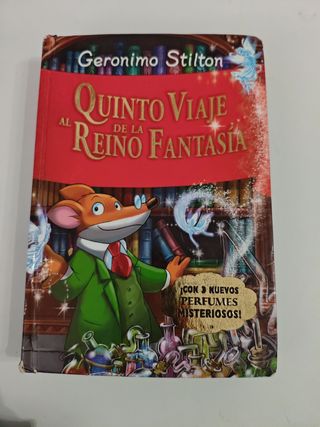 Geronimo Stilton
QUINTO VIAJE
AL REINO DE LA FANTASÍA
¡CON 3 NUEVOS
PERFUMES
MISTERIOSOS!